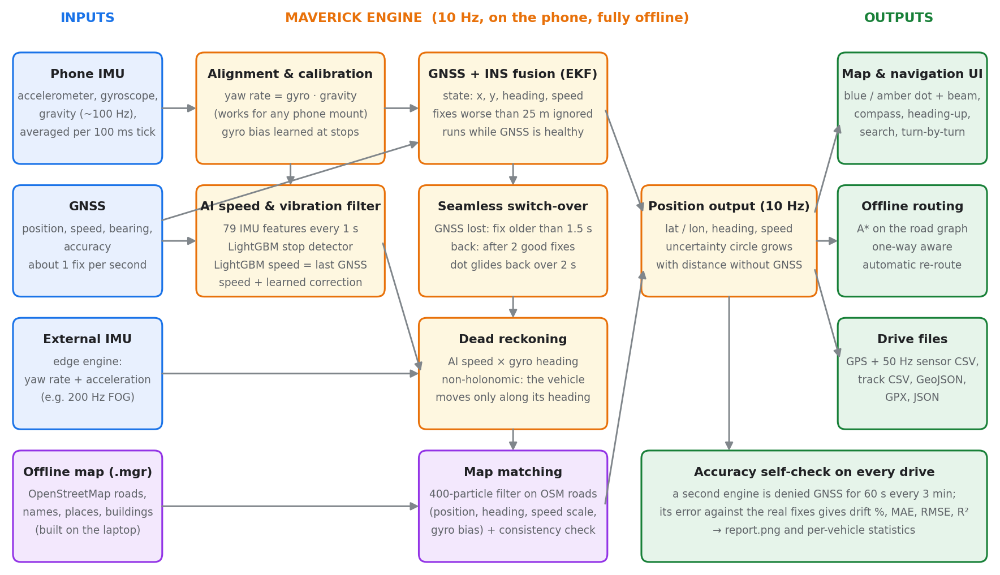 INPUTS
MAVERICK ENGINE  (10 Hz, on the phone, fully offline)
OUTPUTS
Phone IMU
accelerometer, gyroscope,
gravity (~100 Hz),
averaged per 100 ms tick
Alignment & calibration
yaw rate = gyro · gravity
(works for any phone mount)
gyro bias learned at stops
GNSS + INS fusion (EKF)
state: x, y, heading, speed
fixes worse than 25 m ignored
runs while GNSS is healthy
Map & navigation UI
blue / amber dot + beam,
compass, heading-up,
search, turn-by-turn
GNSS
position, speed, bearing,
accuracy
about 1 fix per second
AI speed & vibration filter
79 IMU features every 1 s
LightGBM stop detector
LightGBM speed = last GNSS
speed + learned correction
Seamless switch-over
GNSS lost: fix older than 1.5 s
back: after 2 good fixes
dot glides back over 2 s
Position output (10 Hz)
lat / lon, heading, speed
uncertainty circle grows
with distance without GNSS
Offline routing
A* on the road graph
one-way aware
automatic re-route
External IMU
edge engine:
yaw rate + acceleration
(e.g. 200 Hz FOG)
Dead reckoning
AI speed × gyro heading
non-holonomic: the vehicle
moves only along its heading
Drive files
GPS + 50 Hz sensor CSV,
track CSV, GeoJSON,
GPX, JSON
Offline map (.mgr)
OpenStreetMap roads,
names, places, buildings
(built on the laptop)
Map matching
400-particle filter on OSM roads
(position, heading, speed scale,
gyro bias) + consistency check
Accuracy self-check on every drive
a second engine is denied GNSS for 60 s every 3 min;
its error against the real fixes gives drift %, MAE, RMSE, R²
→ report.png and per-vehicle statistics